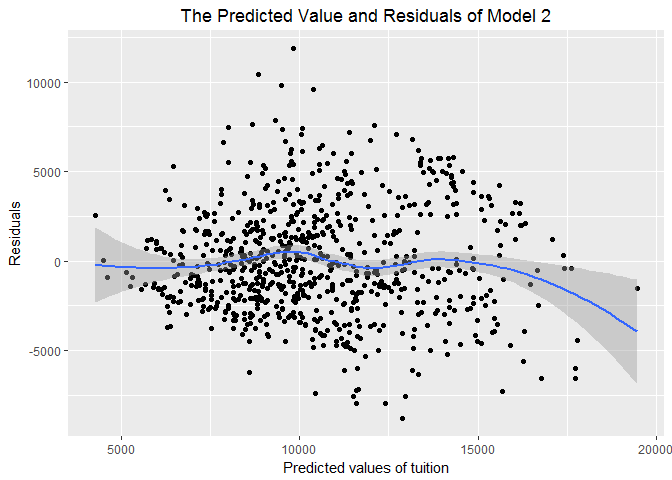 The Predicted Value and Residuals of Model 2
10000
5000
0
-5000
Residuals
5000
10000
15000
20000
Predicted values of tuition